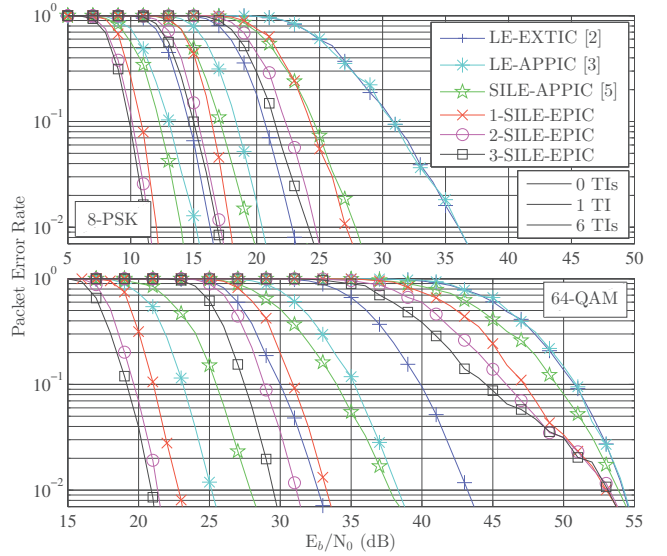 10^0
10^-1
10^-2
LE-EXTIC [2]
LE-APPIC [3]
SILE-APPIC [5]
1-SILE-EPIC
2-SILE-EPIC
3-SILE-EPIC
0 TIs
1 TI
6 TIs
8-PSK
5 10 15 20 25 30 35 40 45 50
Packet Error Rate
10^0
10^-1
10^-2
64-QAM
15 20 25 30 35 40 45 50 55
E_b/N_0 (dB)